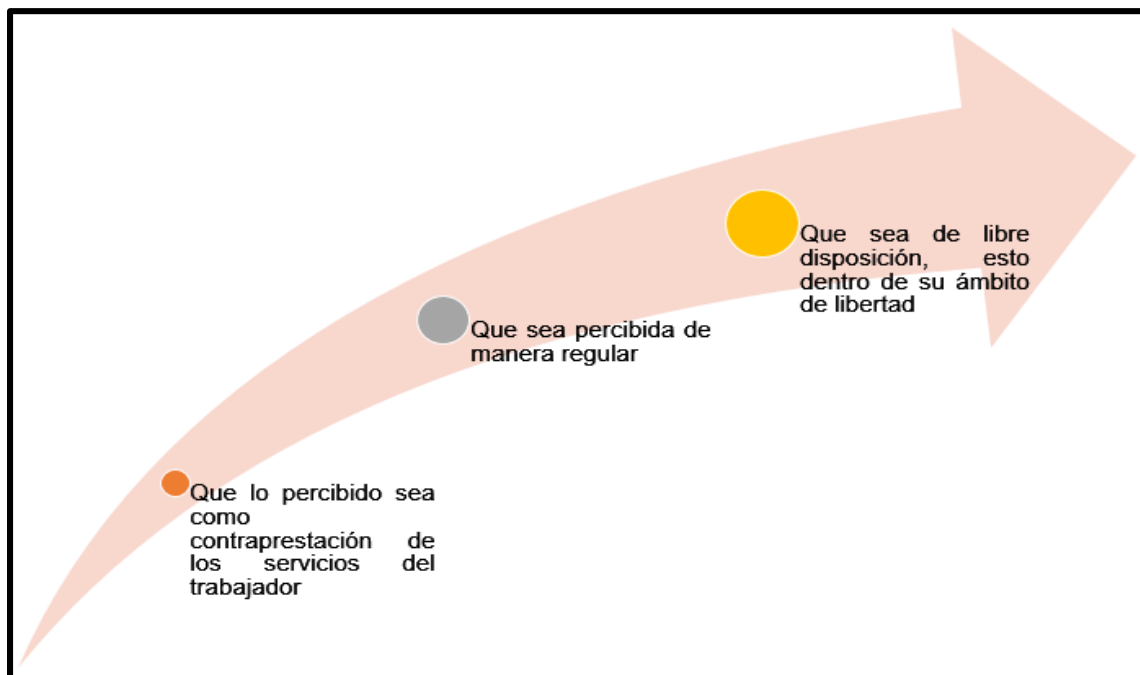 Que lo percibido sea
como
contraprestación de
los servicios del
trabajador
Que sea percibida de
manera regular
Que sea de libre
disposición, esto
dentro de su ámbito
de libertad